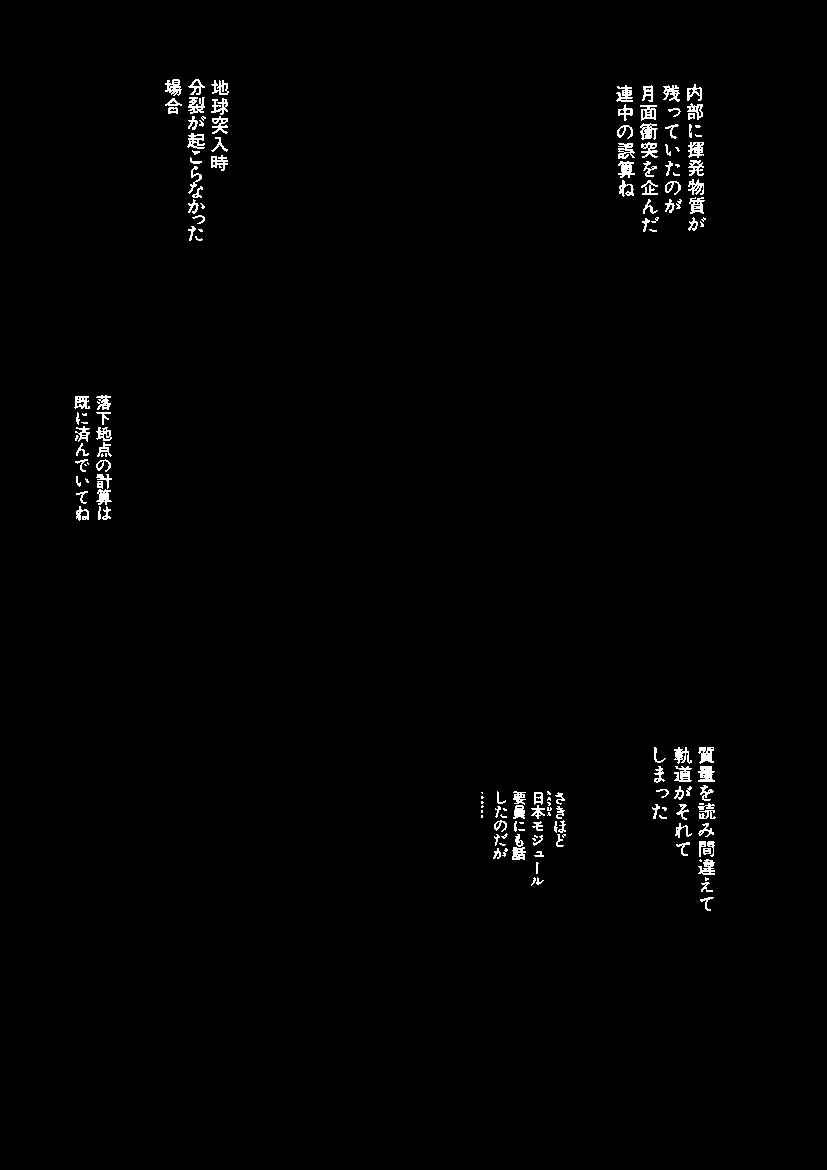 内部に揮発物質が
残っていたのが
月面衝突を企んだ
連中の誤算ね
地球突入時
分裂が起こらなかった
場合
落下地点の計算は
既に済んでいてね
質量を読み間違えて
軌道がそれて
しまった
さきほど
日本モジュール
要員にも話
したのだが
……